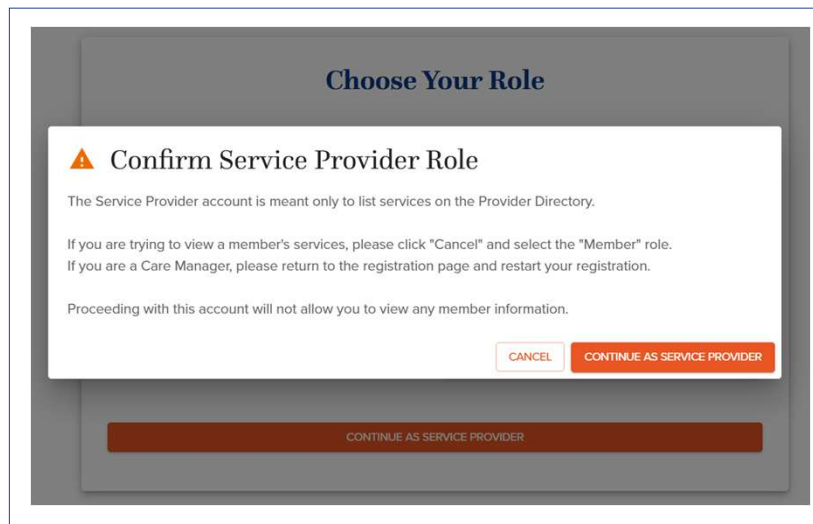 Choose Your Role
Confirm Service Provider Role
The Service Provider account is meant only to list services on the Provider Directory.
If you are trying to view a member's services, please click "Cancel" and select the "Member" role.
If you are a Care Manager, please return to the registration page and restart your registration.
Proceeding with this account will not allow you to view any member information.
CANCEL
CONTINUE AS SERVICE PROVIDER
CONTINUE AS SERVICE PROVIDER